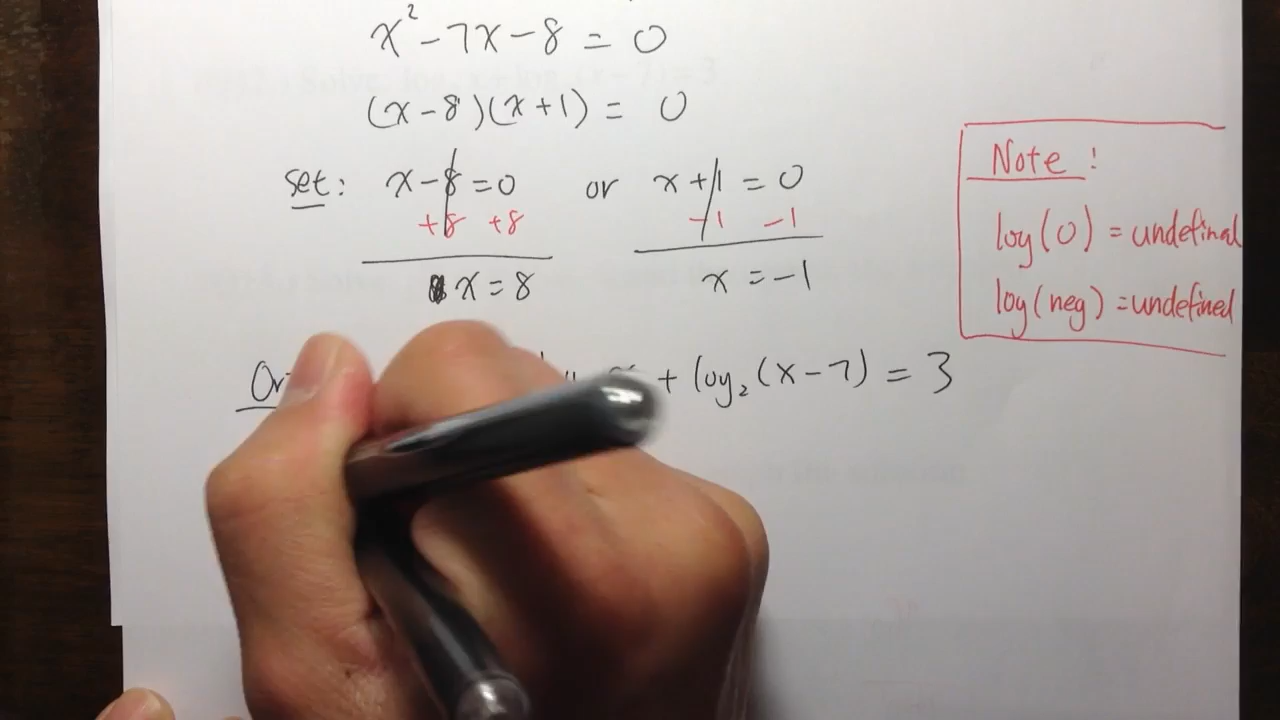 x² - 7x - 8 = 0
(x - 8)(x + 1) = 0
set: x - 8 = 0 or x + 1 = 0
+8 +8 -1 -1
x = 8 x = -1
Note!
log(0) = undefined
log(neg) = undefined
+ log₂(x - 7) = 3